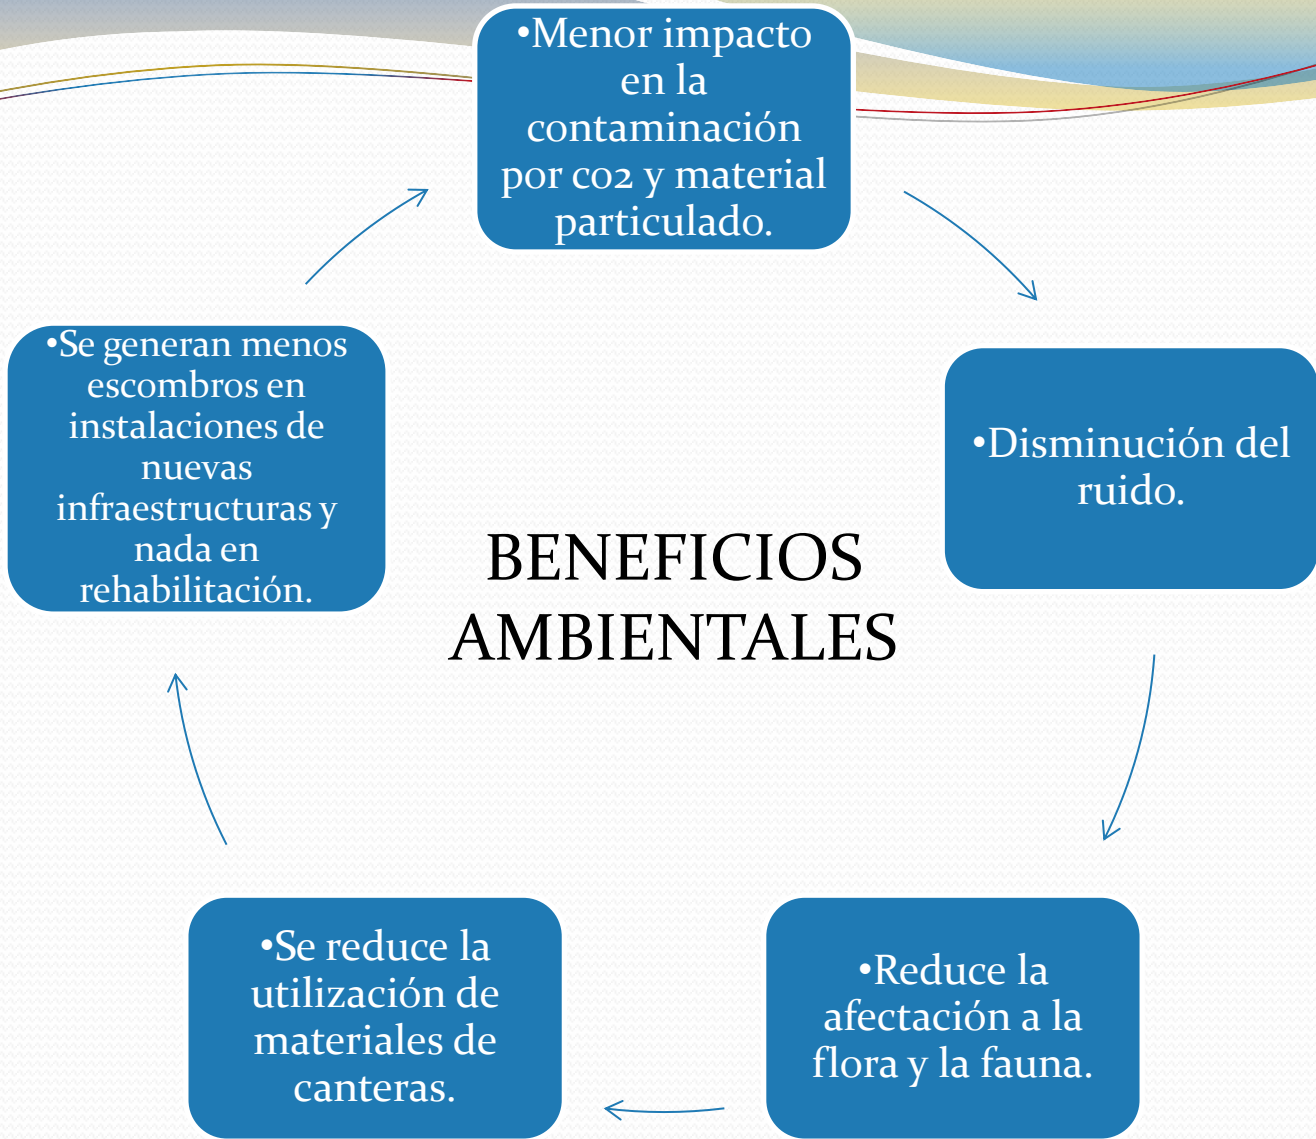 •Menor impacto
en la
contaminación
por co2 y material
particulado.
•Disminución del
ruido.
•Reduce la
afectación a la
flora y la fauna.
•Se reduce la
utilización de
materiales de
canteras.
•Se generan menos
escombros en
instalaciones de
nuevas
infraestructuras y
nada en
rehabilitación.
BENEFICIOS
AMBIENTALES